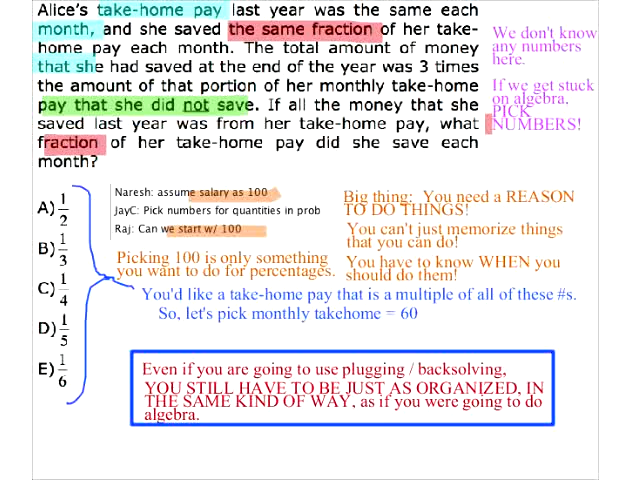 Alice's take-home pay last year was the same each
month, and she saved the same fraction of her take-
home pay each month. The total amount of money
that she had saved at the end of the year was 3 times
the amount of that portion of her monthly take-home
pay that she did not save. If all the money that she
saved last year was from her take-home pay, what
fraction of her take-home pay did she save each
month?
We don't know
any numbers
here.
If we get stuck
on algebra.
PICK
NUMBERS!
A) 1/2
B) 1/3
C) 1/4
D) 1/5
E) 1/6
Naresh: assume salary as 100
JayC: Pick numbers for quantities in prob
Raj: Can we start w/ 100
Big thing: You need a REASON
TO DO THINGS!
You can't just memorize things
that you can do!
You have to know WHEN you
should do them!
Picking 100 is only something
you want to do for percentages.
You'd like a take-home pay that is a multiple of all of these #s.
So, let's pick monthly takehome = 60
Even if you are going to use plugging / backsolving,
YOU STILL HAVE TO BE JUST AS ORGANIZED, IN
THE SAME KIND OF WAY, as if you were going to do
algebra.